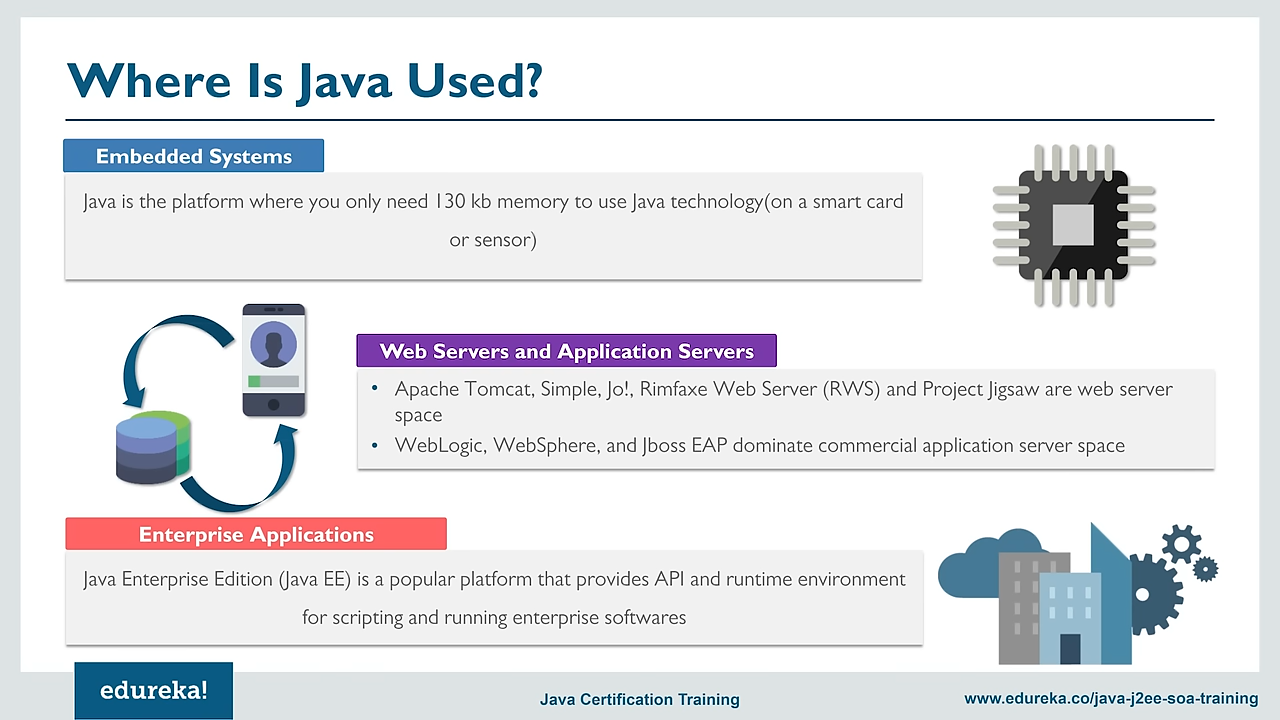 Where Is Java Used?
Embedded Systems
Java is the platform where you only need 130 kb memory to use Java technology(on a smart card
or sensor)
Web Servers and Application Servers
• Apache Tomcat, Simple, Jo!, Rimfaxe Web Server (RWS) and Project Jigsaw are web server
space
• WebLogic, WebSphere, and Jboss EAP dominate commercial application server space
Enterprise Applications
Java Enterprise Edition (Java EE) is a popular platform that provides API and runtime environment
for scripting and running enterprise softwares
edureka!
Java Certification Training
www.edureka.co/java-j2ee-soa-training